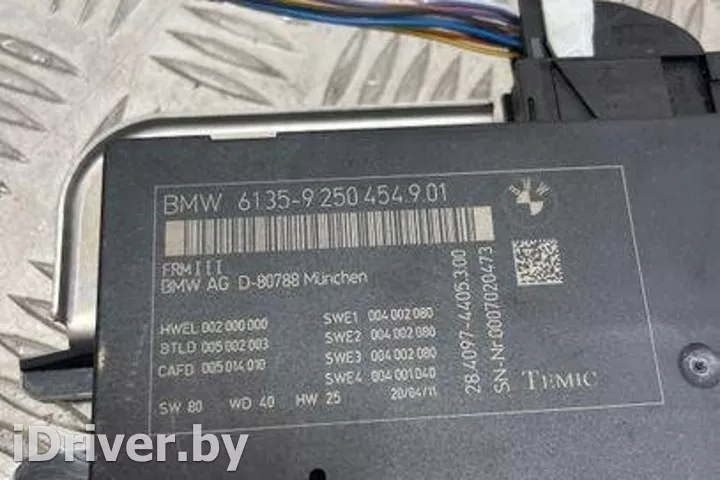 BMW 6135-9 250 454.9 01
FRMIII
BMW AG D-80788 München
HWEL 002 000 000
BTLD 005 002 003
CAFD 005 014 010
SWE1 004 002 080
SWE2 004 002 080
SWE3 004 002 080
SWE4 004 001 040
SW 80 WD 40 HW 25 20/04/11
28.4097-4405.3.00
SN-Nr.0007020473
TEMIC
BMW
iDriver.by